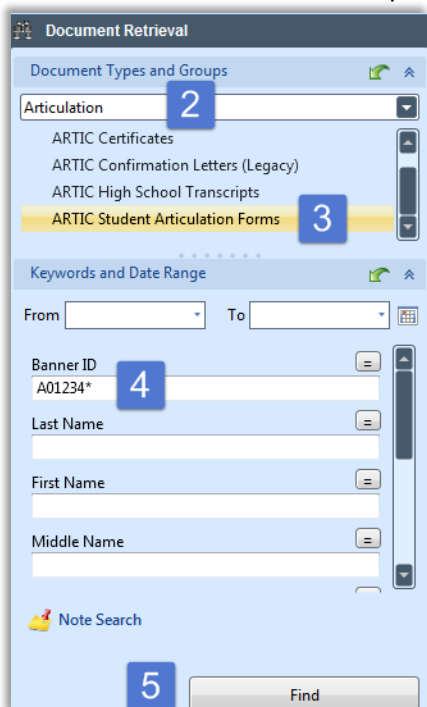 Document Retrieval
Document Types and Groups
Articulation 2
ARTIC Certificates
ARTIC Confirmation Letters (Legacy)
ARTIC High School Transcripts
ARTIC Student Articulation Forms 3
Keywords and Date Range
From To
Banner ID =
A01234* 4
Last Name =
First Name =
Middle Name =
Note Search
5 Find